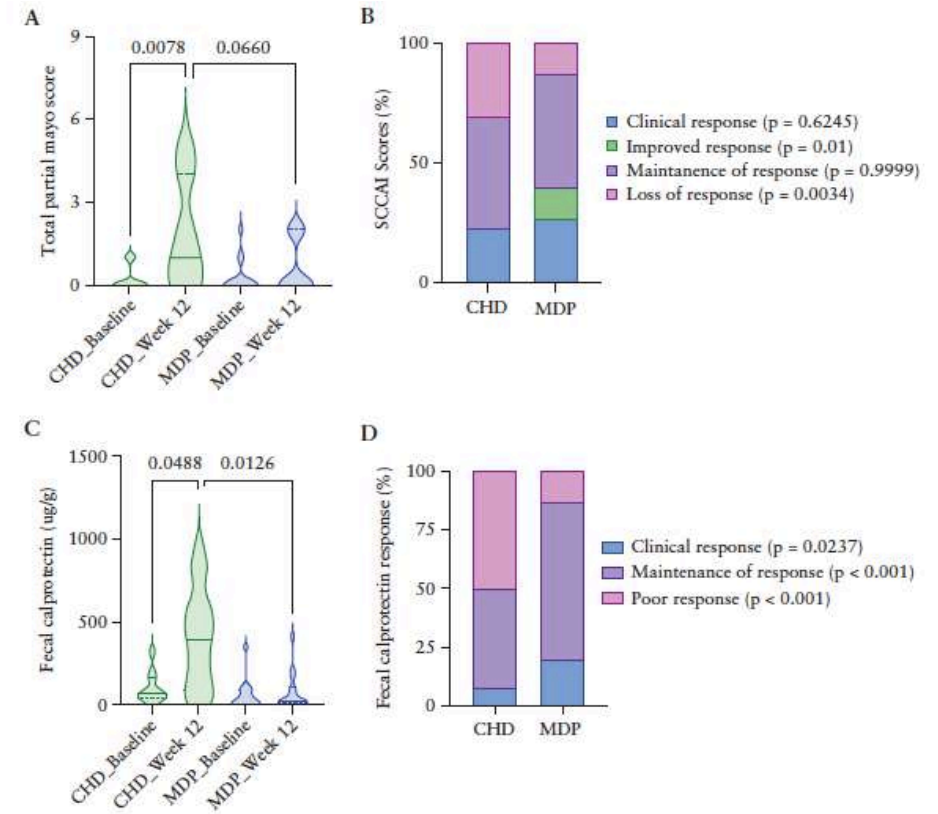 A
Total partial mayo score
9
6
3
0
0.0078
0.0660
CHD_Baseline
CHD_Week 12
MDP_Baseline
MDP_Week 12
B
SCCAI Scores (%)
100
50
0
CHD
MDP
Clinical response (p = 0.6245)
Improved response (p = 0.01)
Maintanence of response (p = 0.9999)
Loss of response (p = 0.0034)
C
Fecal calprotectin (ug/g)
1500
1000
500
0
0.0488
0.0126
CHD_Baseline
CHD_Week 12
MDP_Baseline
MDP_Week 12
D
Fecal calprotectin response (%)
100
75
50
25
0
CHD
MDP
Clinical response (p = 0.0237)
Maintenance of response (p < 0.001)
Poor response (p < 0.001)